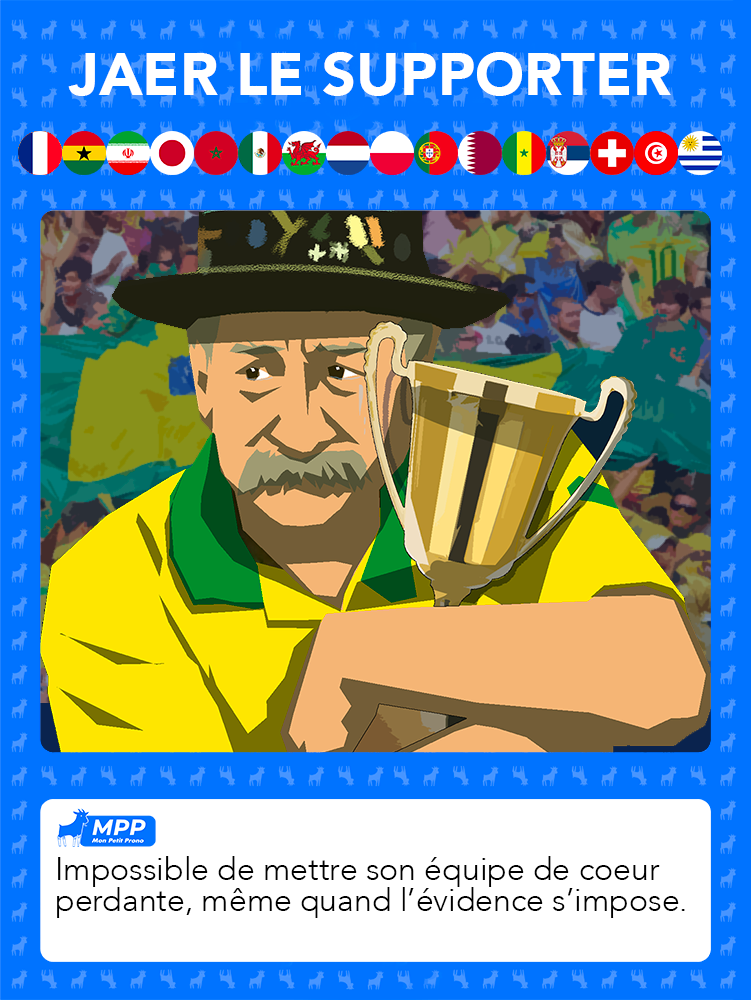 JAER LE SUPPORTER
10
MPP
Mon Petit Prono
Impossible de mettre son équipe de coeur
perdante, même quand l’évidence s’impose.